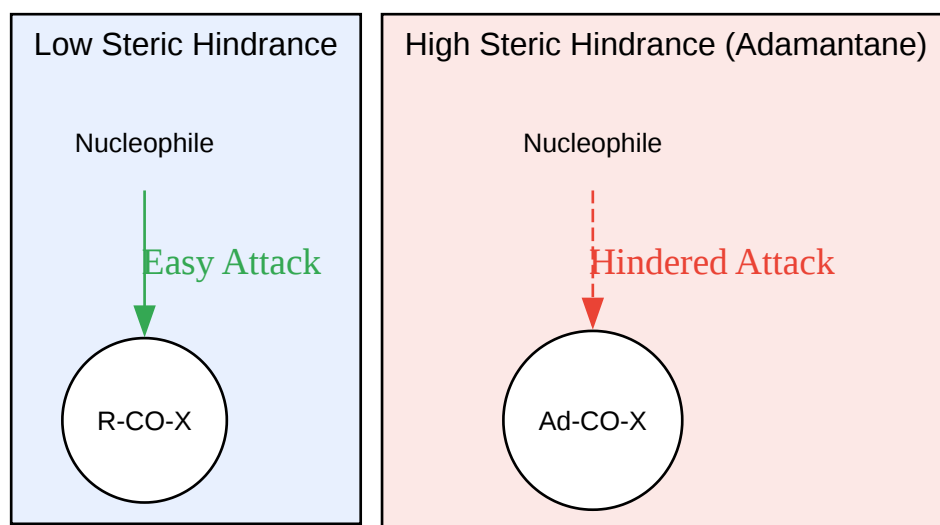 Low Steric Hindrance
Nucleophile
Easy Attack
R-CO-X
High Steric Hindrance (Adamantane)
Nucleophile
Hindered Attack
Ad-CO-X